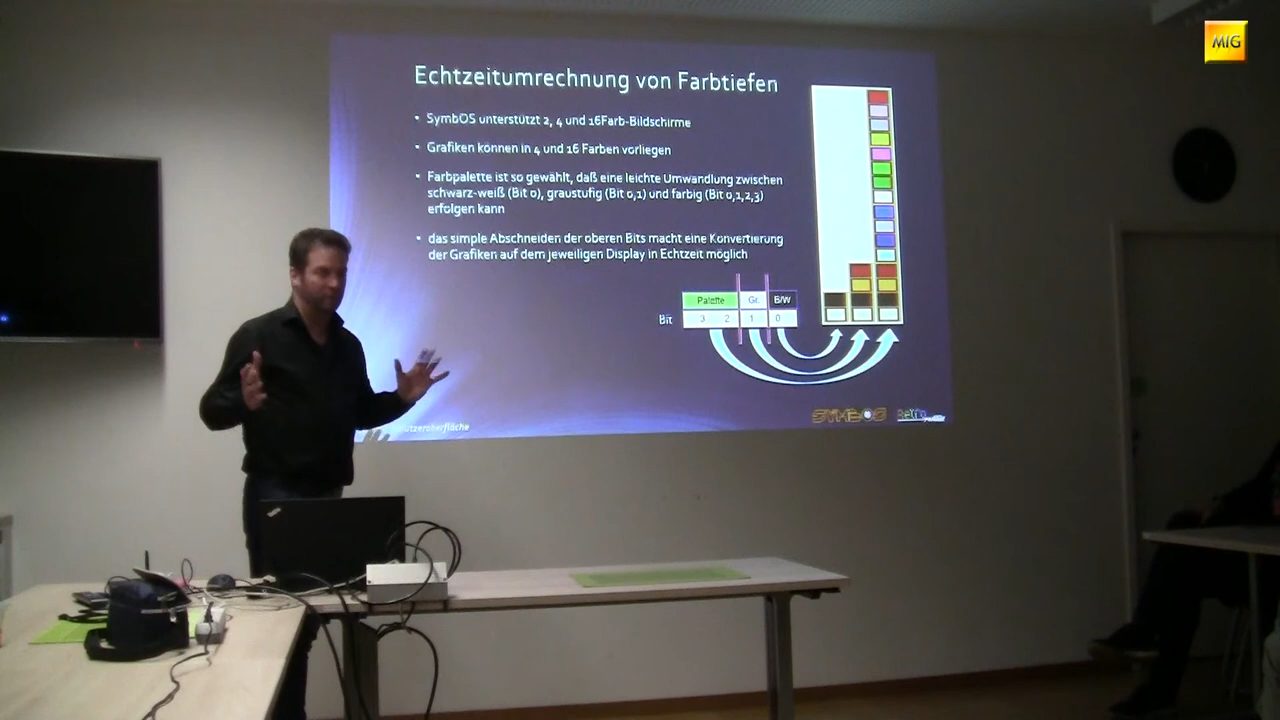 MIG
Echtzeitumrechnung von Farbtiefen
• SymbOS unterstützt 2, 4 und 16Farb-Bildschirme
• Grafiken können in 4 und 16 Farben vorliegen
• Farbpalette ist so gewählt, daß eine leichte Umwandlung zwischen
schwarz-weiß (Bit 0), graustufig (Bit 0,1) und farbig (Bit 0,1,2,3)
erfolgen kann
• das simple Abschneiden der oberen Bits macht eine Konvertierung
der Grafiken auf dem jeweiligen Display in Echtzeit möglich
Palette Gr. B/W
Bit 3 2 1 0
SYMBOS
utzeroberfläche